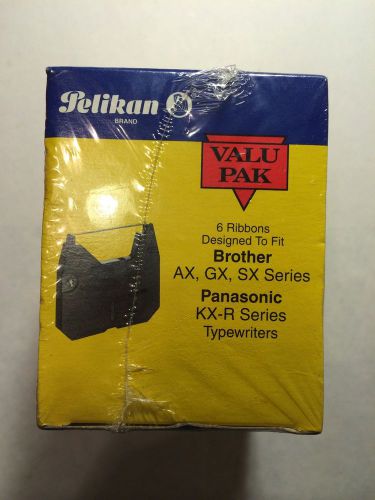 Pelikan
BRAND
VALU
PAK
6 Ribbons
Designed To Fit
Brother
AX, GX, SX Series
Panasonic
KX-R Series
Typewriters